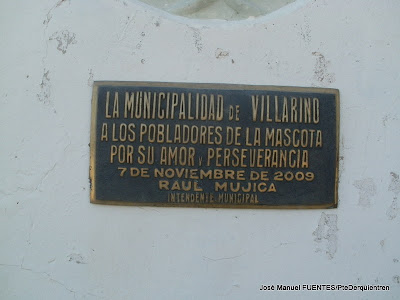 LA MUNICIPALIDAD DE VILLARINO
A LOS POBLADORES DE LA MASCOTA
POR SU AMOR Y PERSEVERANCIA
7 DE NOVIEMBRE DE 2009
RAUL MUJICA
INTENDENTE MUNICIPAL
José Manuel FUENTES/PteDerquientren